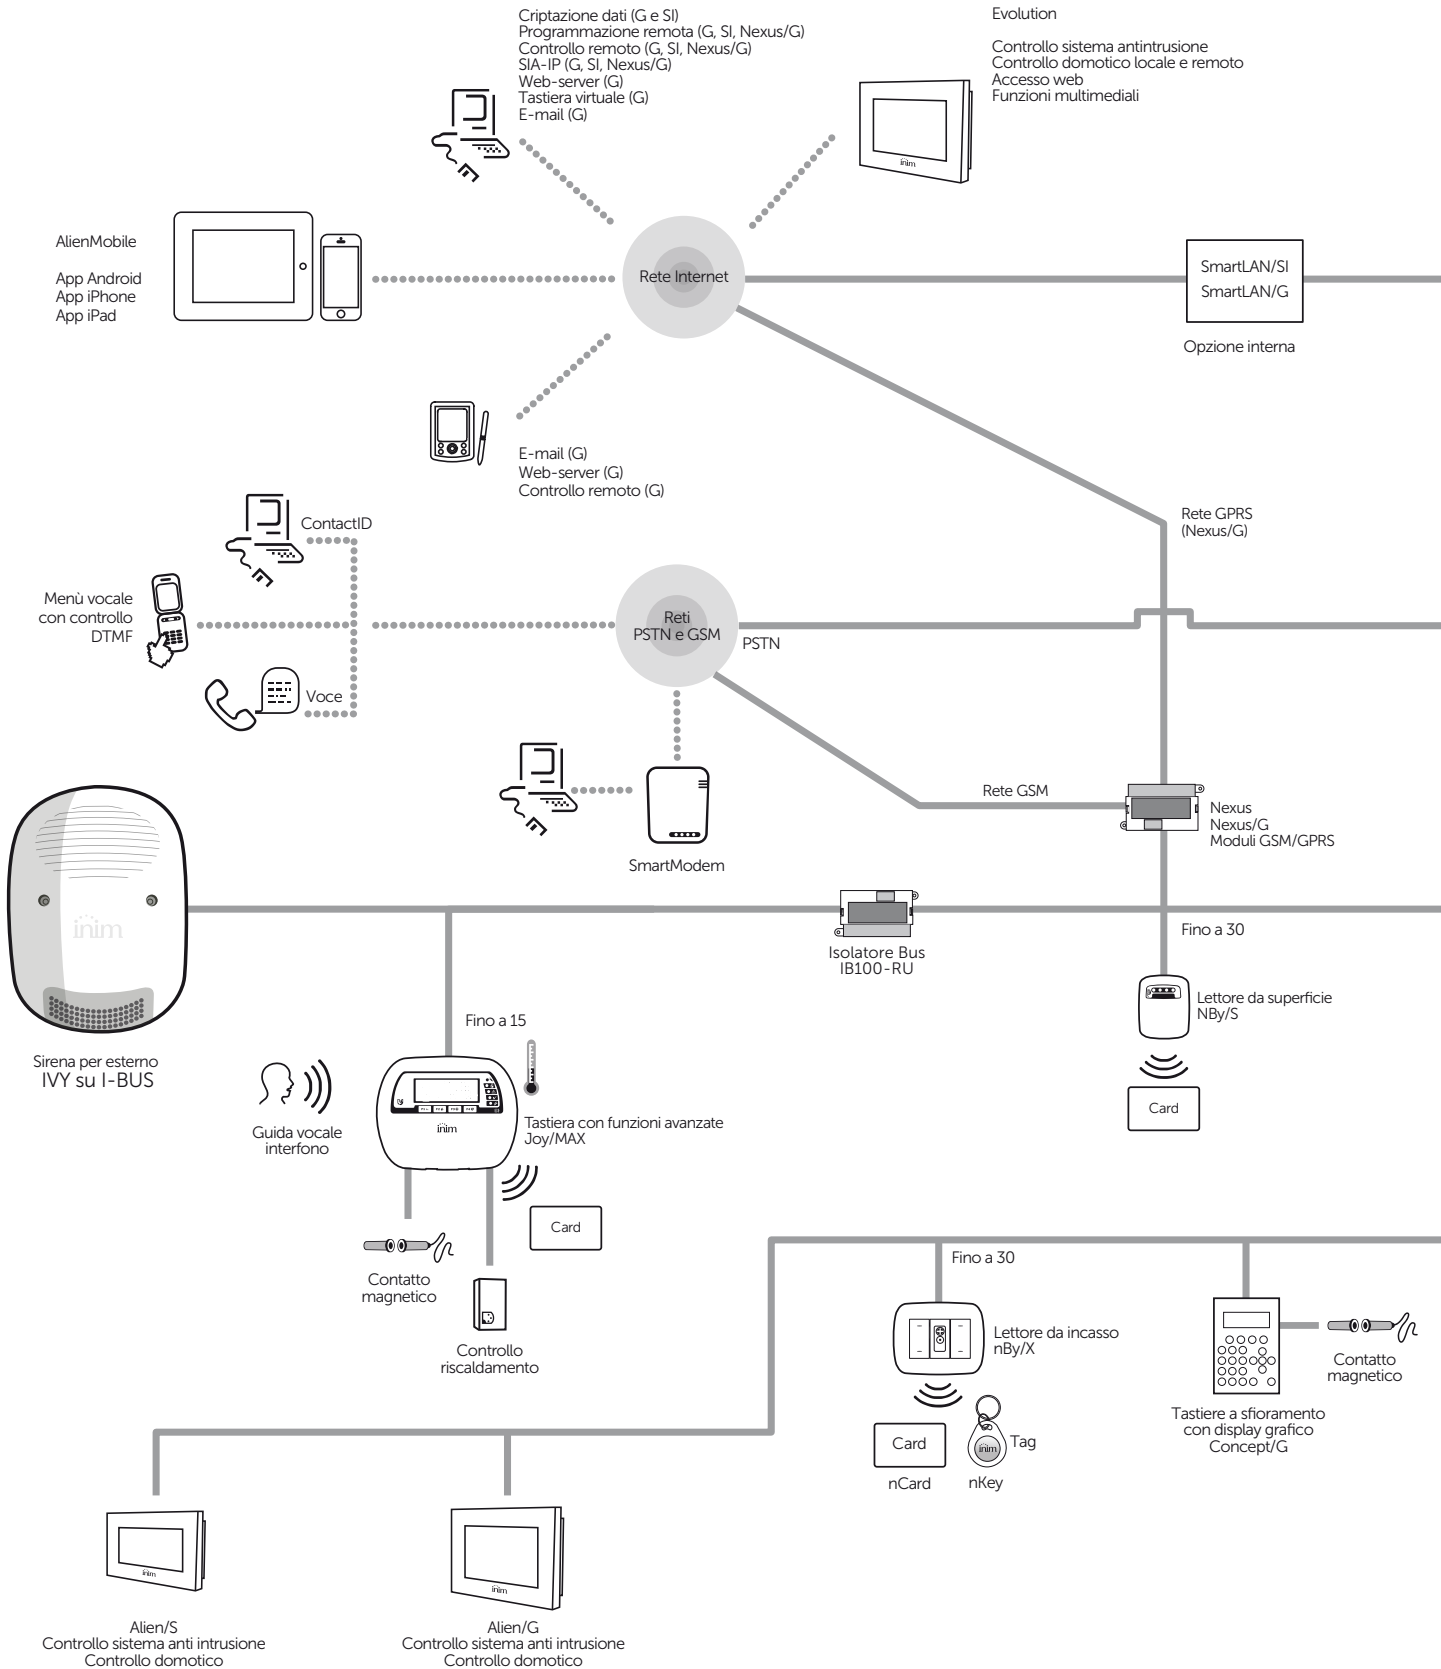 Criptazione dati (G e SI)
Programmazione remota (G, SI, Nexus/G)
Controllo remoto (G, SI, Nexus/G)
SIA-IP (G, SI, Nexus/G)
Web-server (G)
Tastiera virtuale (G)
E-mail (G)
Evolution
Controllo sistema antintrusione
Controllo domotico locale e remoto
Accesso web
Funzioni multimediali
inim
AlienMobile
App Android
App iPhone
App iPad
Rete Internet
SmartLAN/SI
SmartLAN/G
Opzione interna
E-mail (G)
Web-server (G)
Controllo remoto (G)
Rete GPRS
(Nexus/G)
ContactID
Menù vocale
con controllo
DTMF
Voce
Reti
PSTN e GSM
PSTN
SmartModem
Rete GSM
Nexus
Nexus/G
Moduli GSM/GPRS
inim
Sirena per esterno
IVY su I-BUS
Isolatore Bus
IB100-RU
Fino a 30
Lettore da superficie
NBy/S
Card
Fino a 15
Guida vocale
interfono
inim
Tastiera con funzioni avanzate
Joy/MAX
Card
Contatto
magnetico
Controllo
riscaldamento
Fino a 30
Lettore da incasso
nBy/X
Card
nCard
inim
Tag
nKey
Contatto
magnetico
Tastiere a sfioramento
con display grafico
Concept/G
inim
Alien/S
Controllo sistema anti intrusione
Controllo domotico
inim
Alien/G
Controllo sistema anti intrusione
Controllo domotico